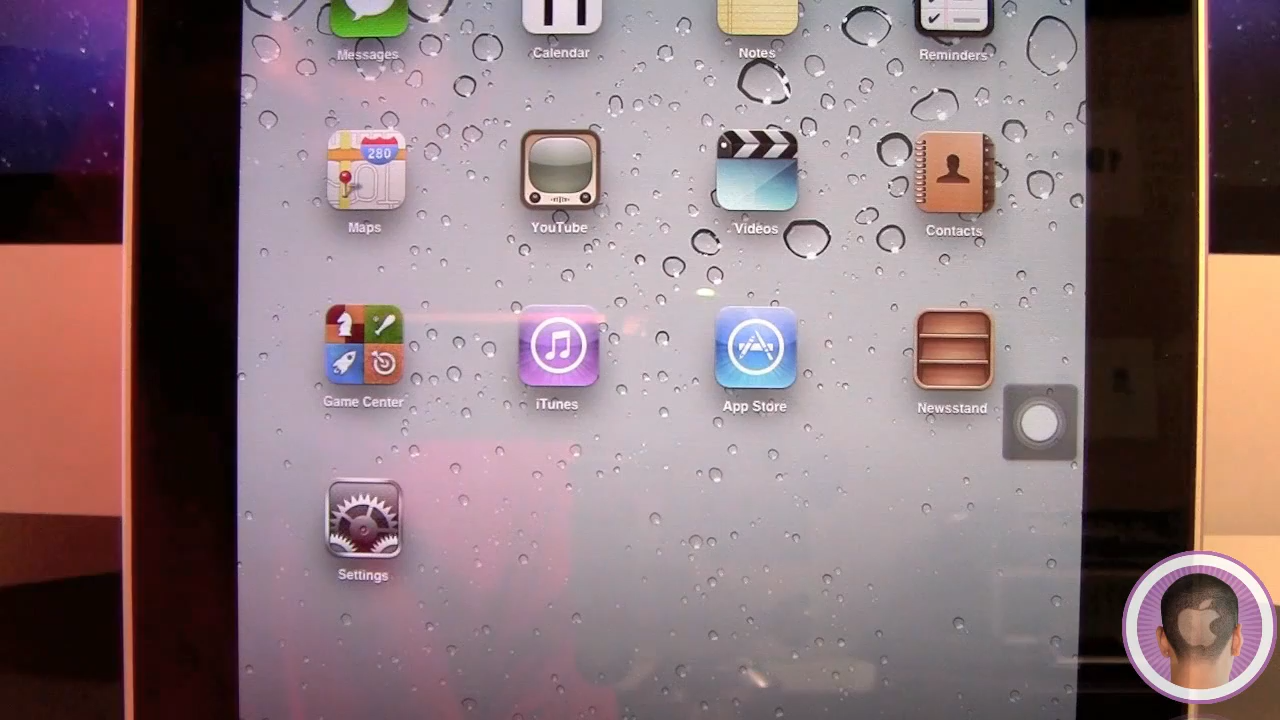 Messages
Calendar
Notes
Reminders
280
Maps
YouTube
Videos
Contacts
Game Center
iTunes
App Store
Newsstand
Settings